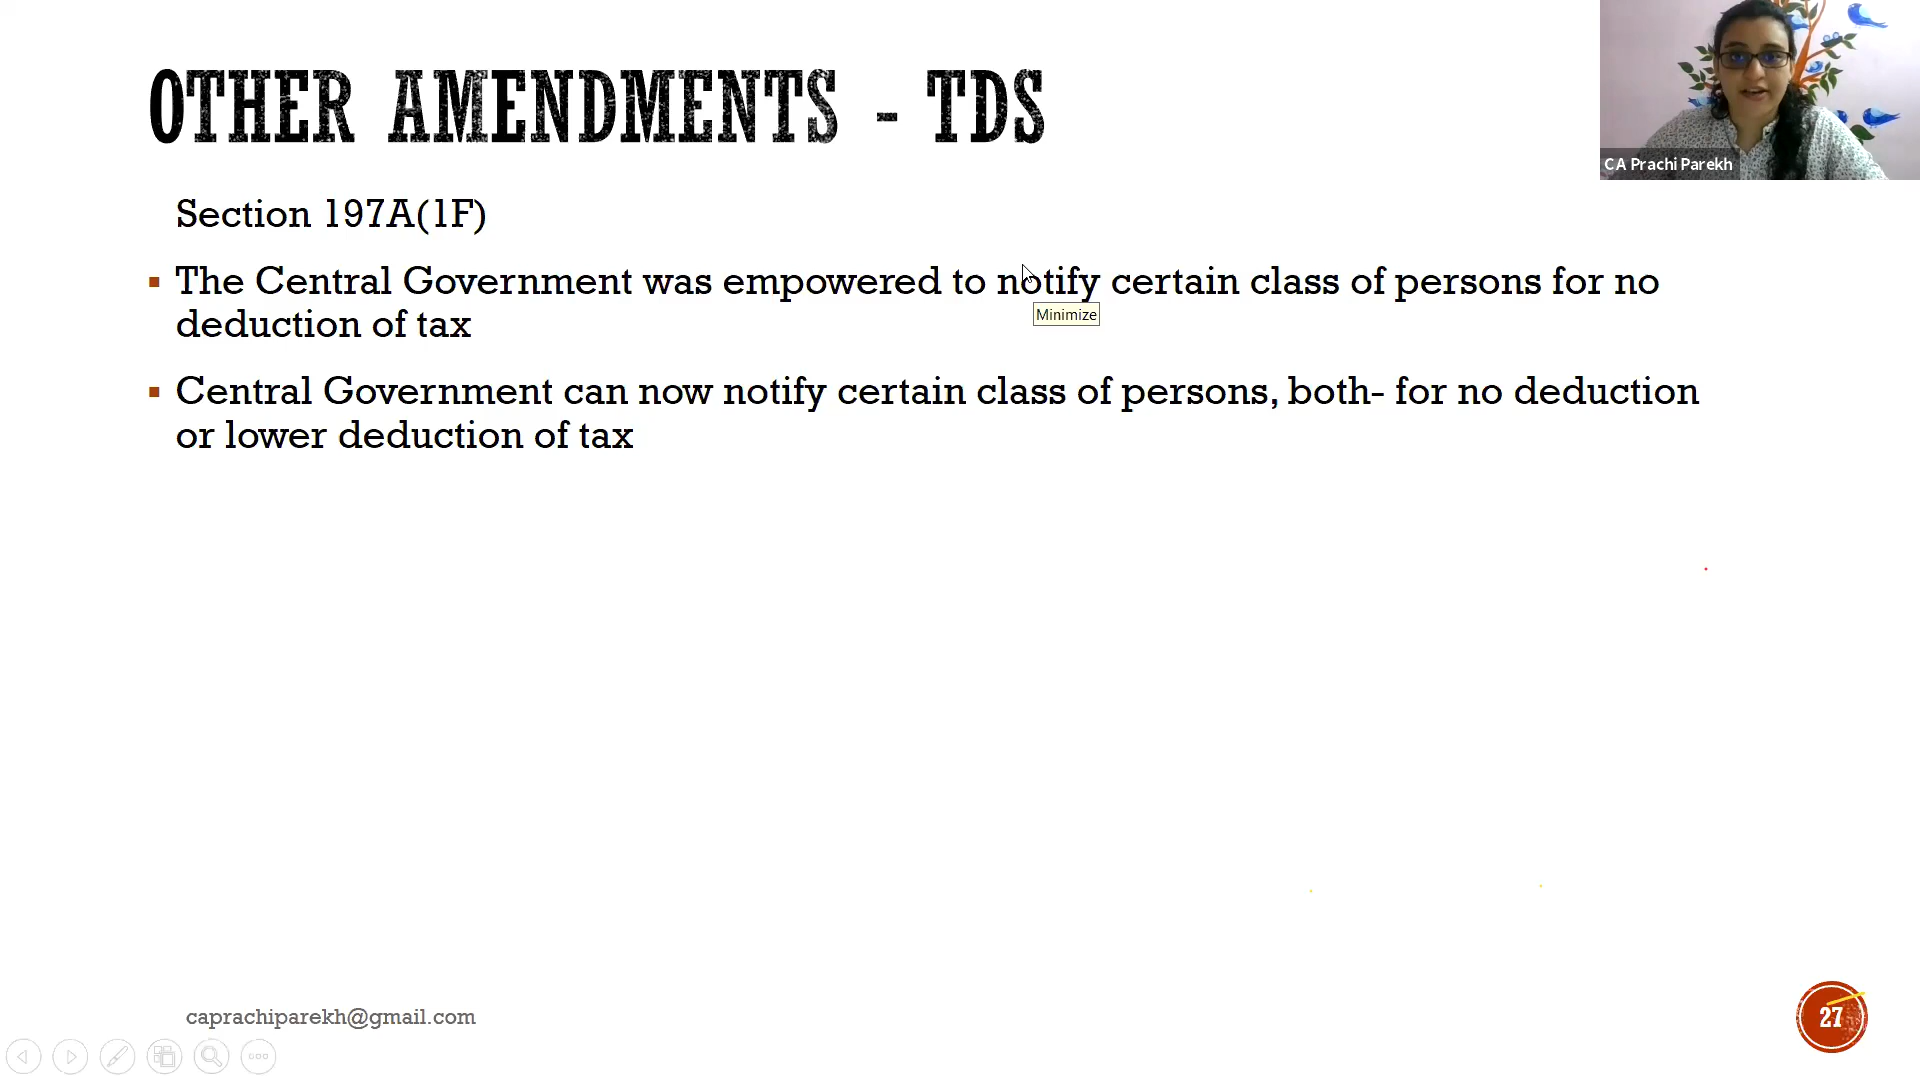 OTHER AMENDMENTS - TDS
CA Prachi Parekh
Section 197A(1F)
The Central Government was empowered to notify certain class of persons for no
deduction of tax
Minimize
Central Government can now notify certain class of persons, both- for no deduction
or lower deduction of tax
caprachiparekh@gmail.com
27